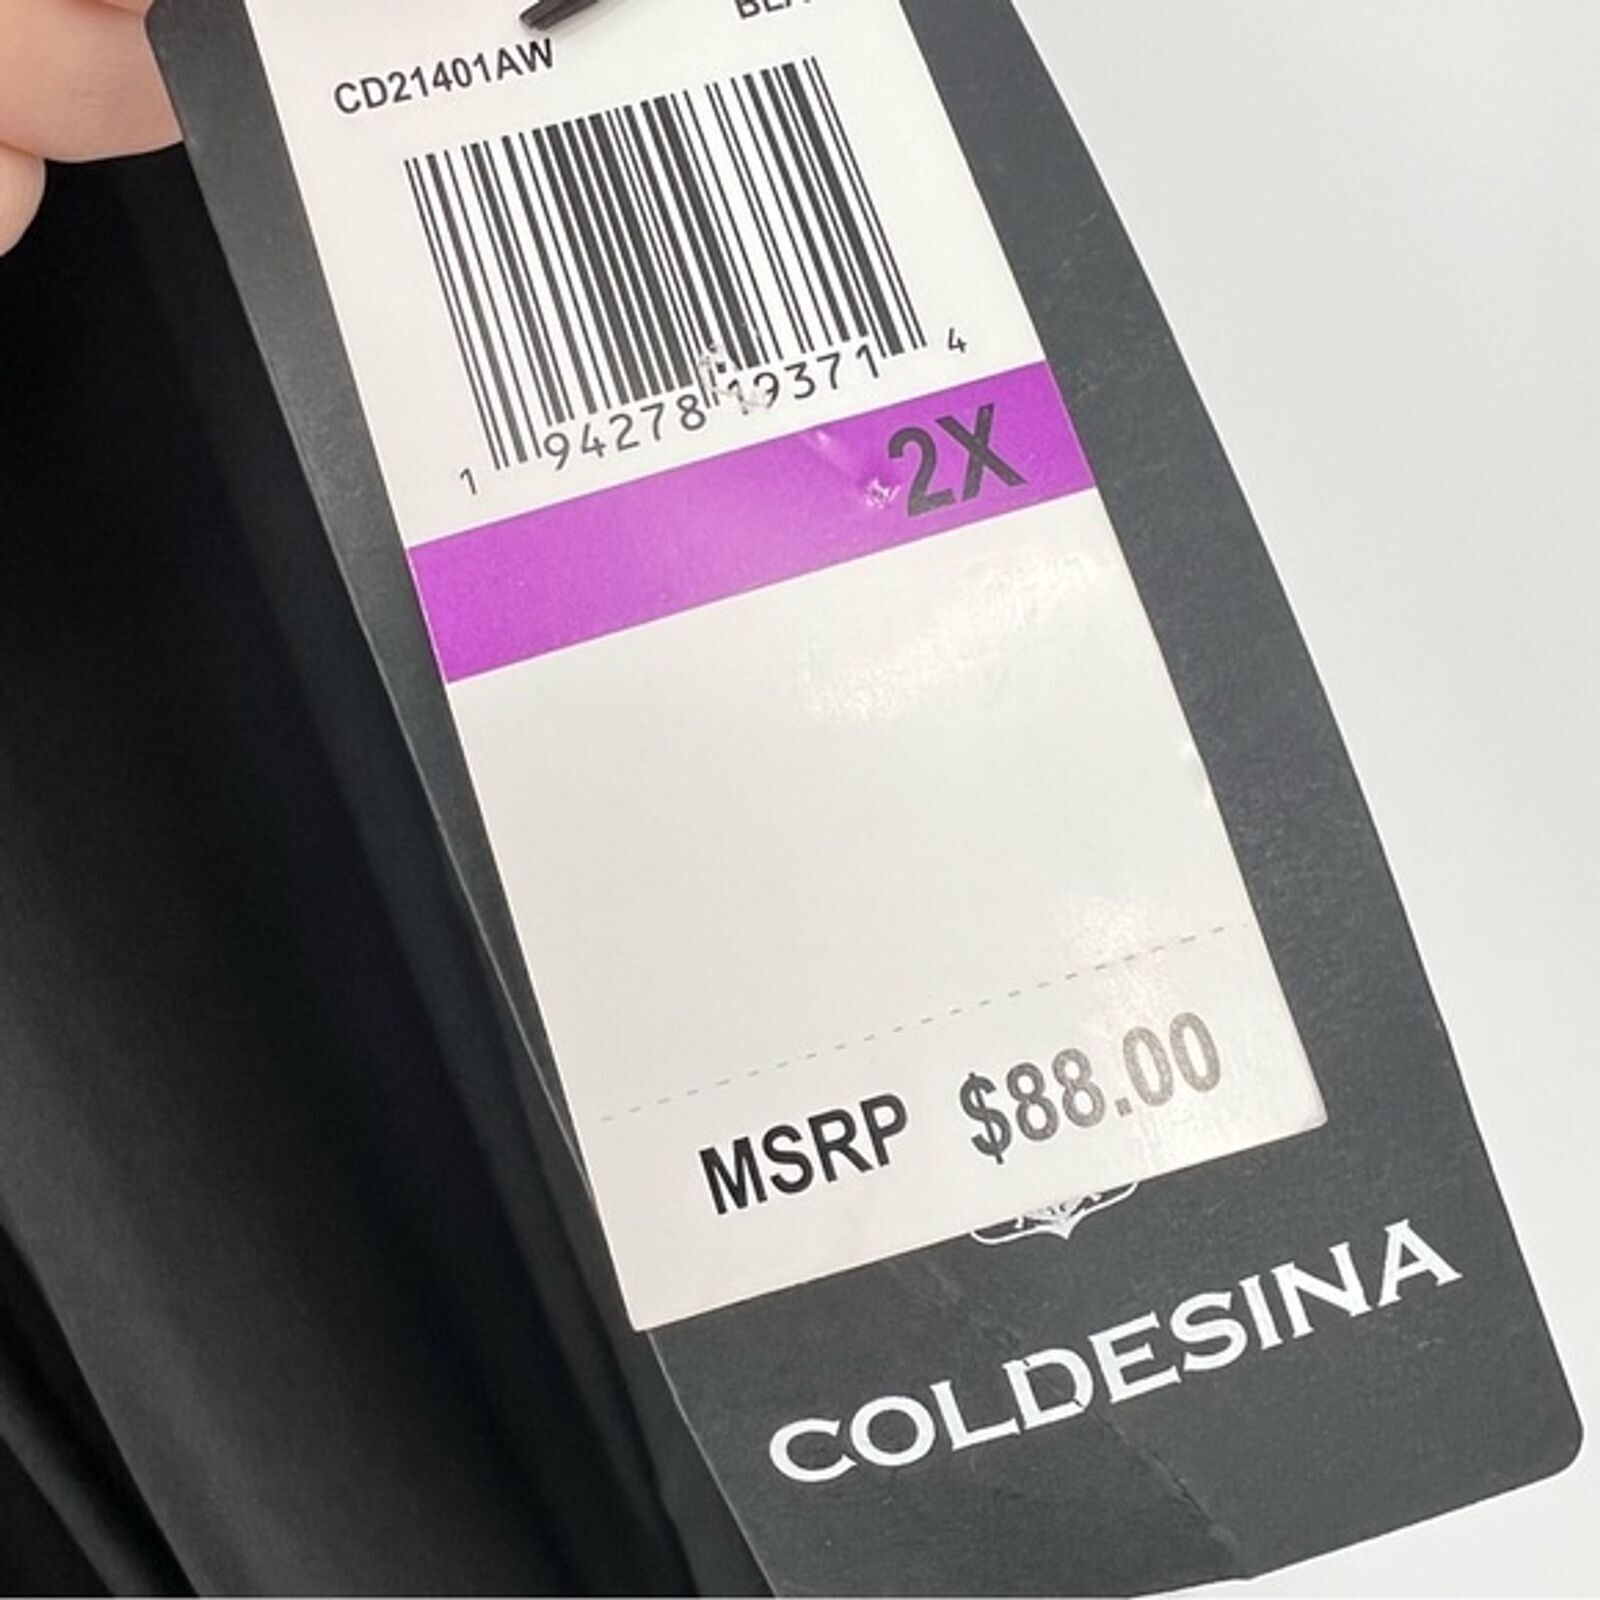 CD21401AW
1 94278 19371 4
2X
MSRP $88.00
COLDESINA